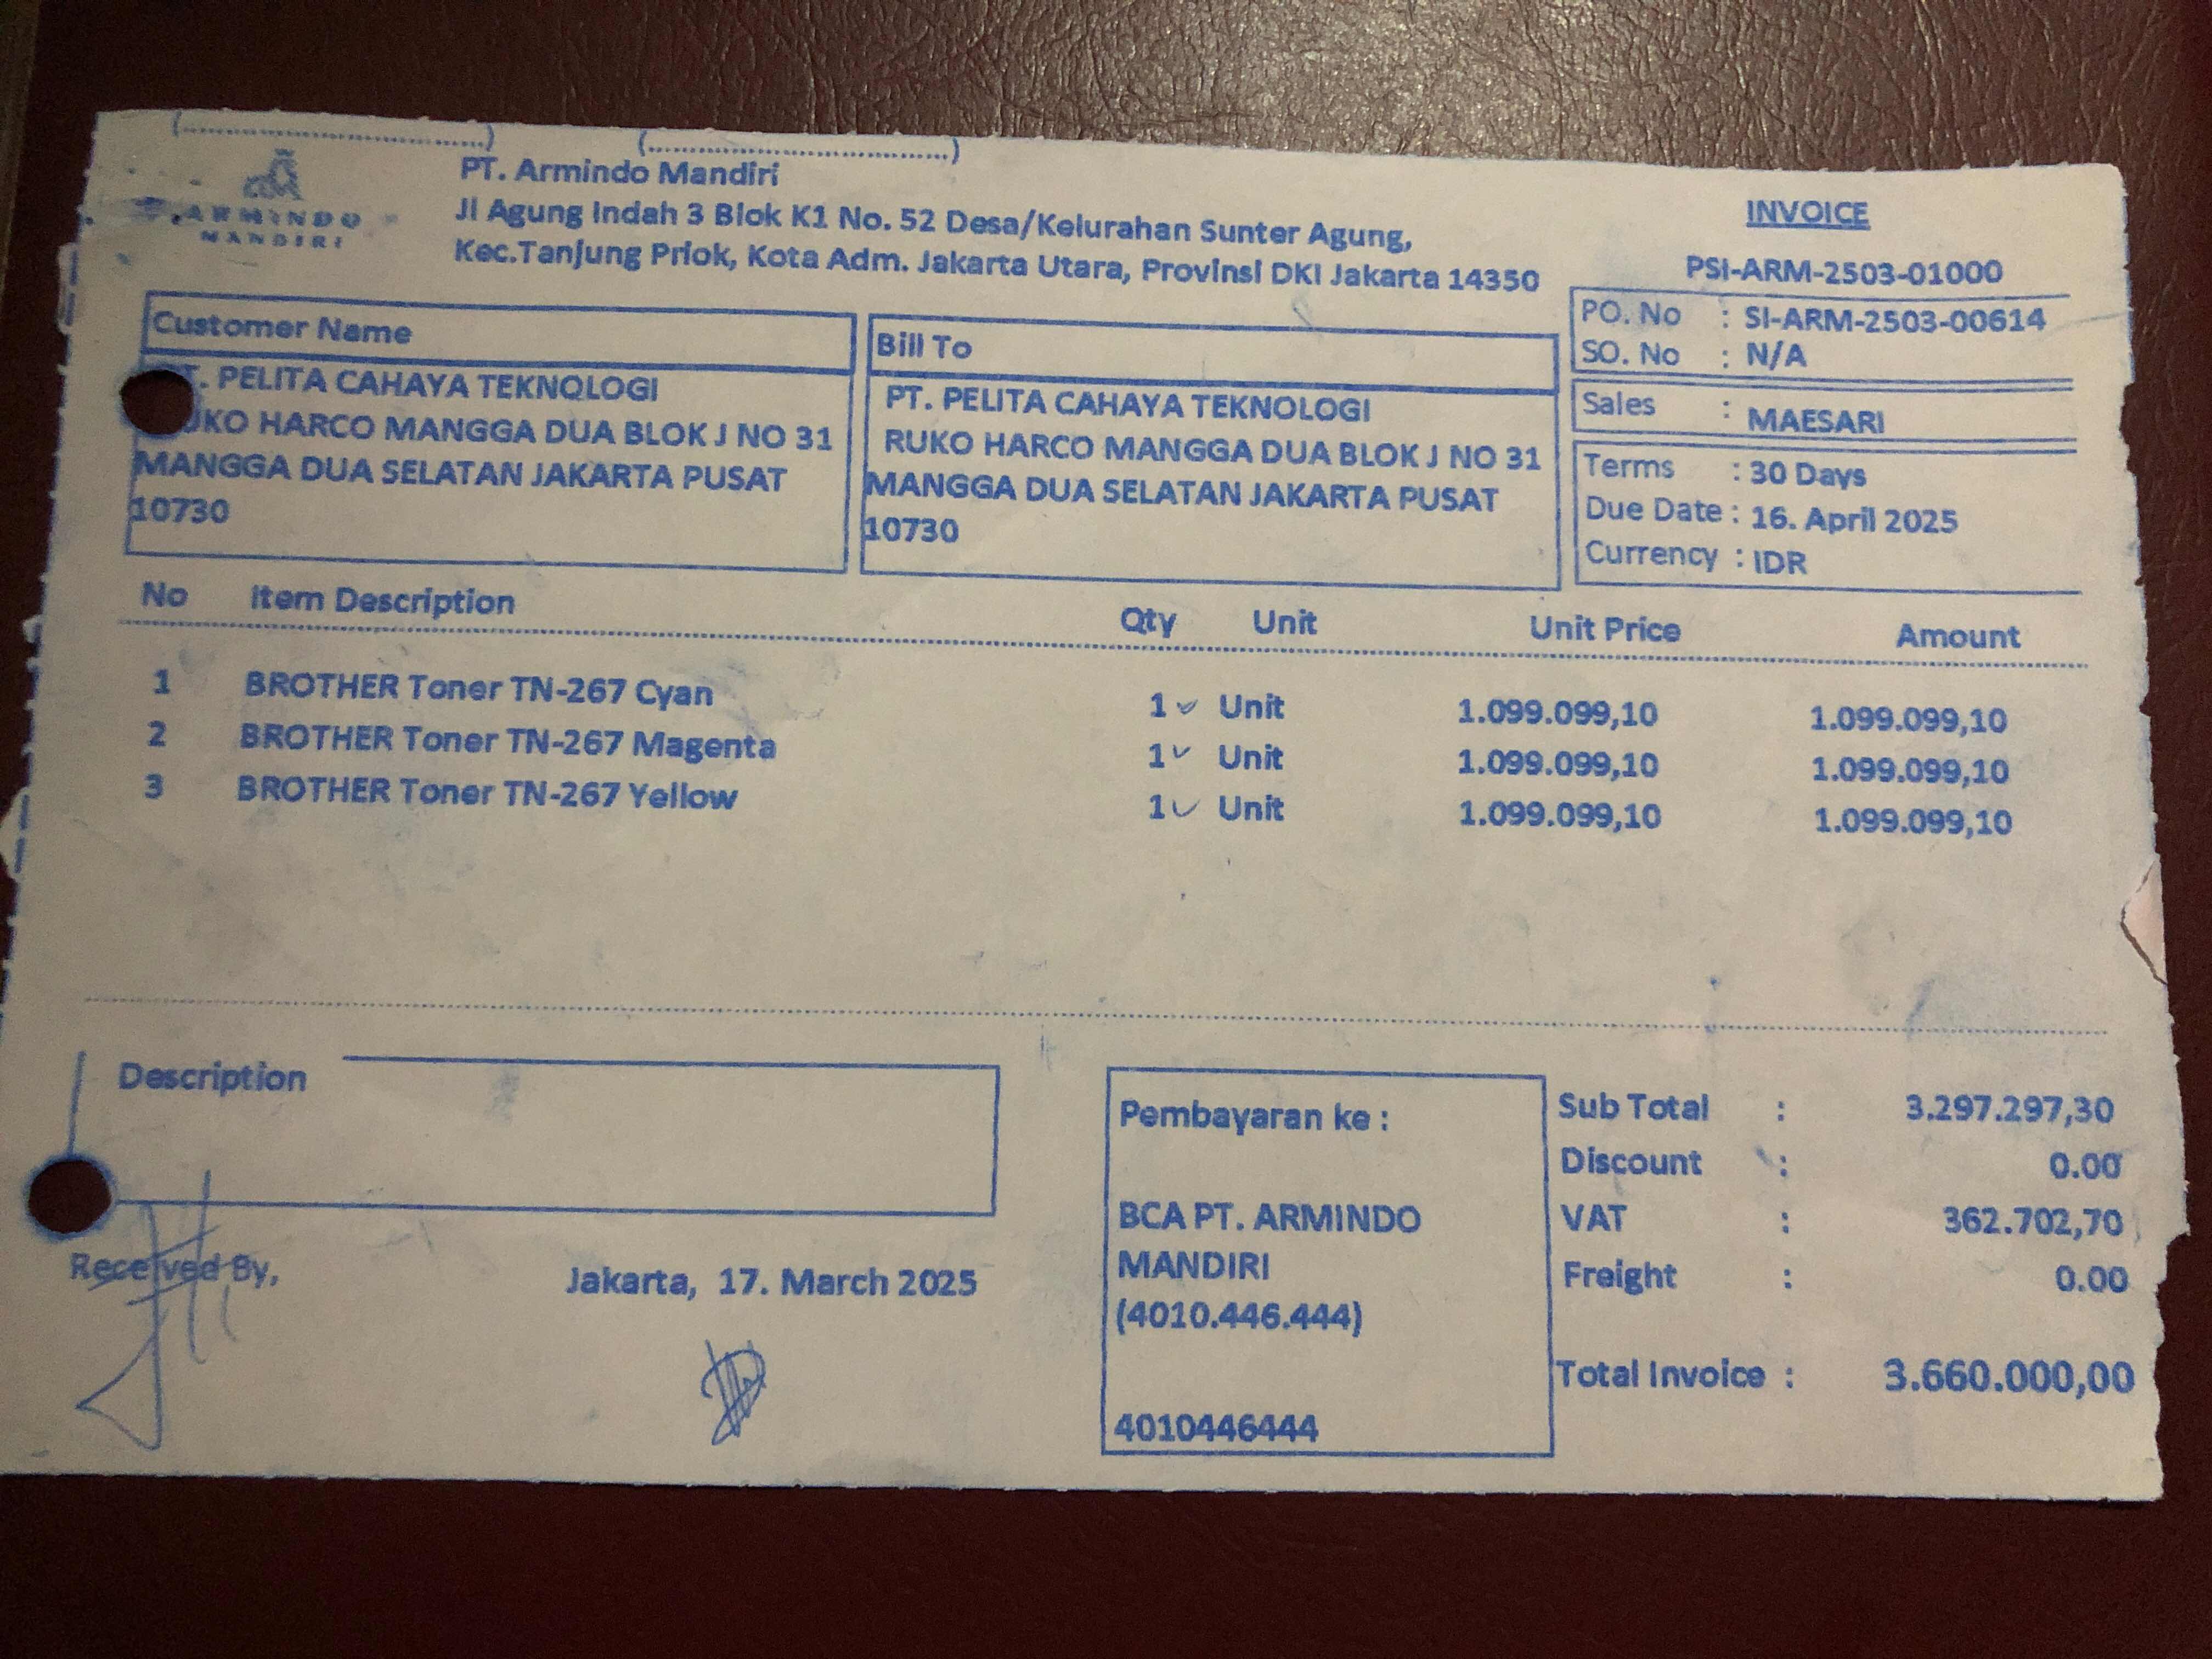 (..............................) (..............................)
ARMINDO
MANDIRI
PT. Armindo Mandiri
Jl Agung Indah 3 Blok K1 No. 52 Desa/Kelurahan Sunter Agung,
Kec.Tanjung Priok, Kota Adm. Jakarta Utara, Provinsi DKI Jakarta 14350
INVOICE
PSI-ARM-2503-01000
PO. No : SI-ARM-2503-00614
SO. No : N/A
Sales : MAESARI
Terms : 30 Days
Due Date : 16. April 2025
Currency : IDR
Customer Name
PELITA CAHAYA TEKNOLOGI
HARCO MANGGA DUA BLOK J NO 31
MANGGA DUA SELATAN JAKARTA PUSAT
10730
Bill To
PT. PELITA CAHAYA TEKNOLOGI
RUKO HARCO MANGGA DUA BLOK J NO 31
MANGGA DUA SELATAN JAKARTA PUSAT
10730
No Item Description Qty Unit Unit Price Amount
1 BROTHER Toner TN-267 Cyan 1 Unit 1.099.099,10 1.099.099,10
2 BROTHER Toner TN-267 Magenta 1 Unit 1.099.099,10 1.099.099,10
3 BROTHER Toner TN-267 Yellow 1 Unit 1.099.099,10 1.099.099,10
Description
Received By,
Jakarta, 17. March 2025
Pembayaran ke :
BCA PT. ARMINDO
MANDIRI
(4010.446.444)
4010446444
Sub Total : 3.297.297,30
Discount : 0.00
VAT : 362.702,70
Freight : 0.00
Total Invoice : 3.660.000,00